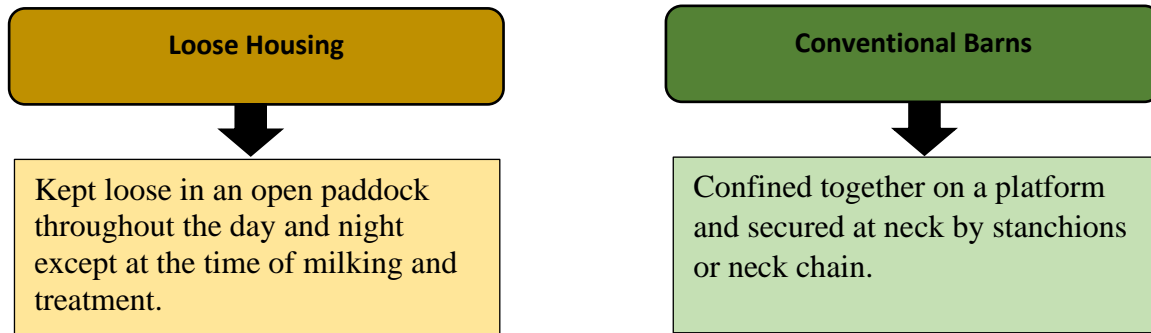 Loose Housing
Kept loose in an open paddock
throughout the day and night
except at the time of milking and
treatment.
Conventional Barns
Confined together on a platform
and secured at neck by stanchions
or neck chain.